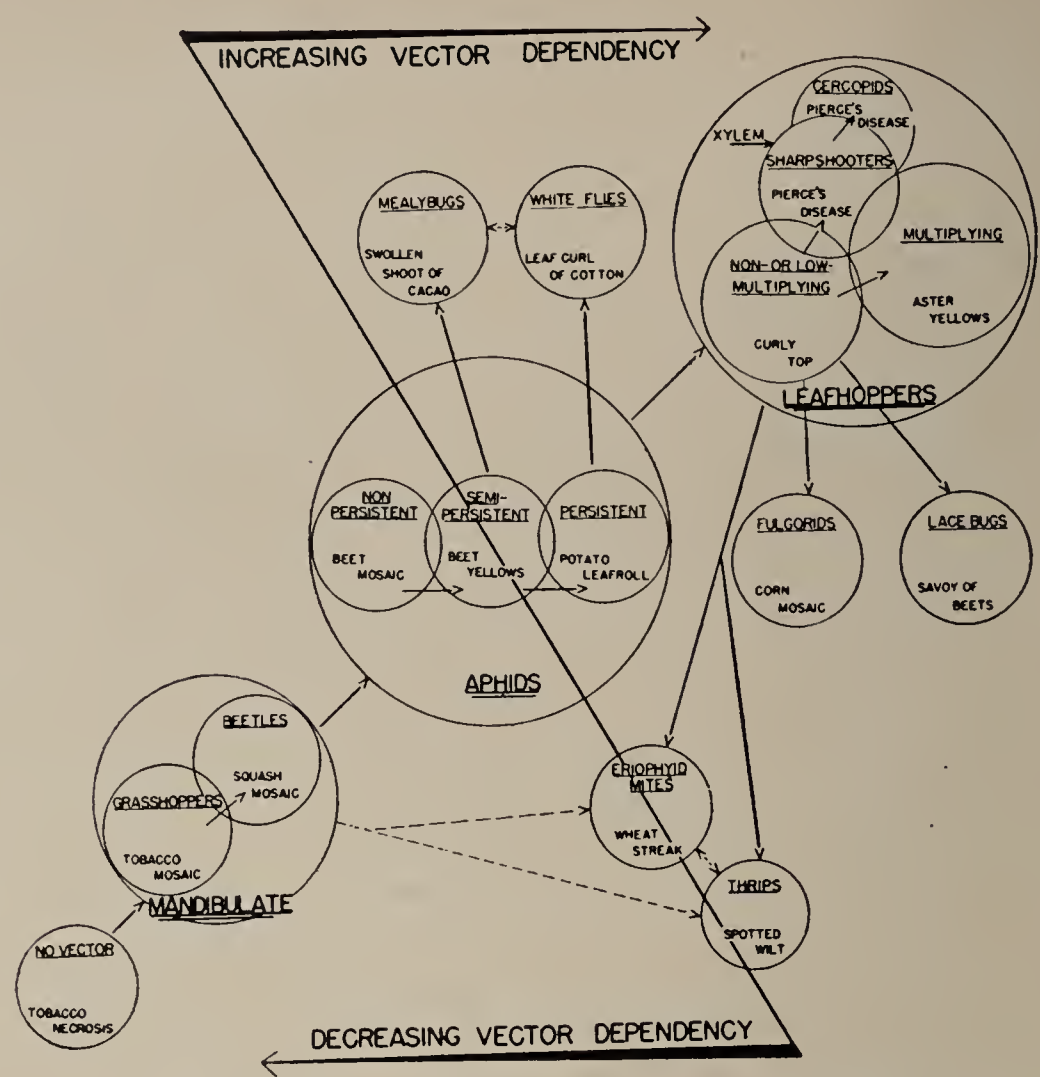 INCREASING VECTOR DEPENDENCY
CERCOPIDS
PIERCE'S
DISEASE
XYLEM
SHARPSHOOTERS
PIERCE'S
DISEASE
MULTIPLYING
ASTER
YELLOWS
NON-OR LOW-
MULTIPLYING
CURLY
TOP
LEAFHOPPERS
MEALYBUGS
SWOLLEN
SHOOT OF
CACAO
WHITE FLIES
LEAF CURL
OF COTTON
NON
PERSISTENT
BEET
MOSAIC
SEMI-
PERSISTENT
BEET
YELLOWS
PERSISTENT
POTATO
LEAFROLL
APHIDS
FULGORIDS
CORN
MOSAIC
LACE BUGS
SAVOY OF
BEETS
BEETLES
SQUASH
MOSAIC
GRASSHOPPERS
TOBACCO
MOSAIC
MANDIBULATE
ERIOPHYID
MITES
WHEAT
STREAK
THRIPS
SPOTTED
WILT
NO VECTOR
TOBACCO
NECROSIS
DECREASING VECTOR DEPENDENCY